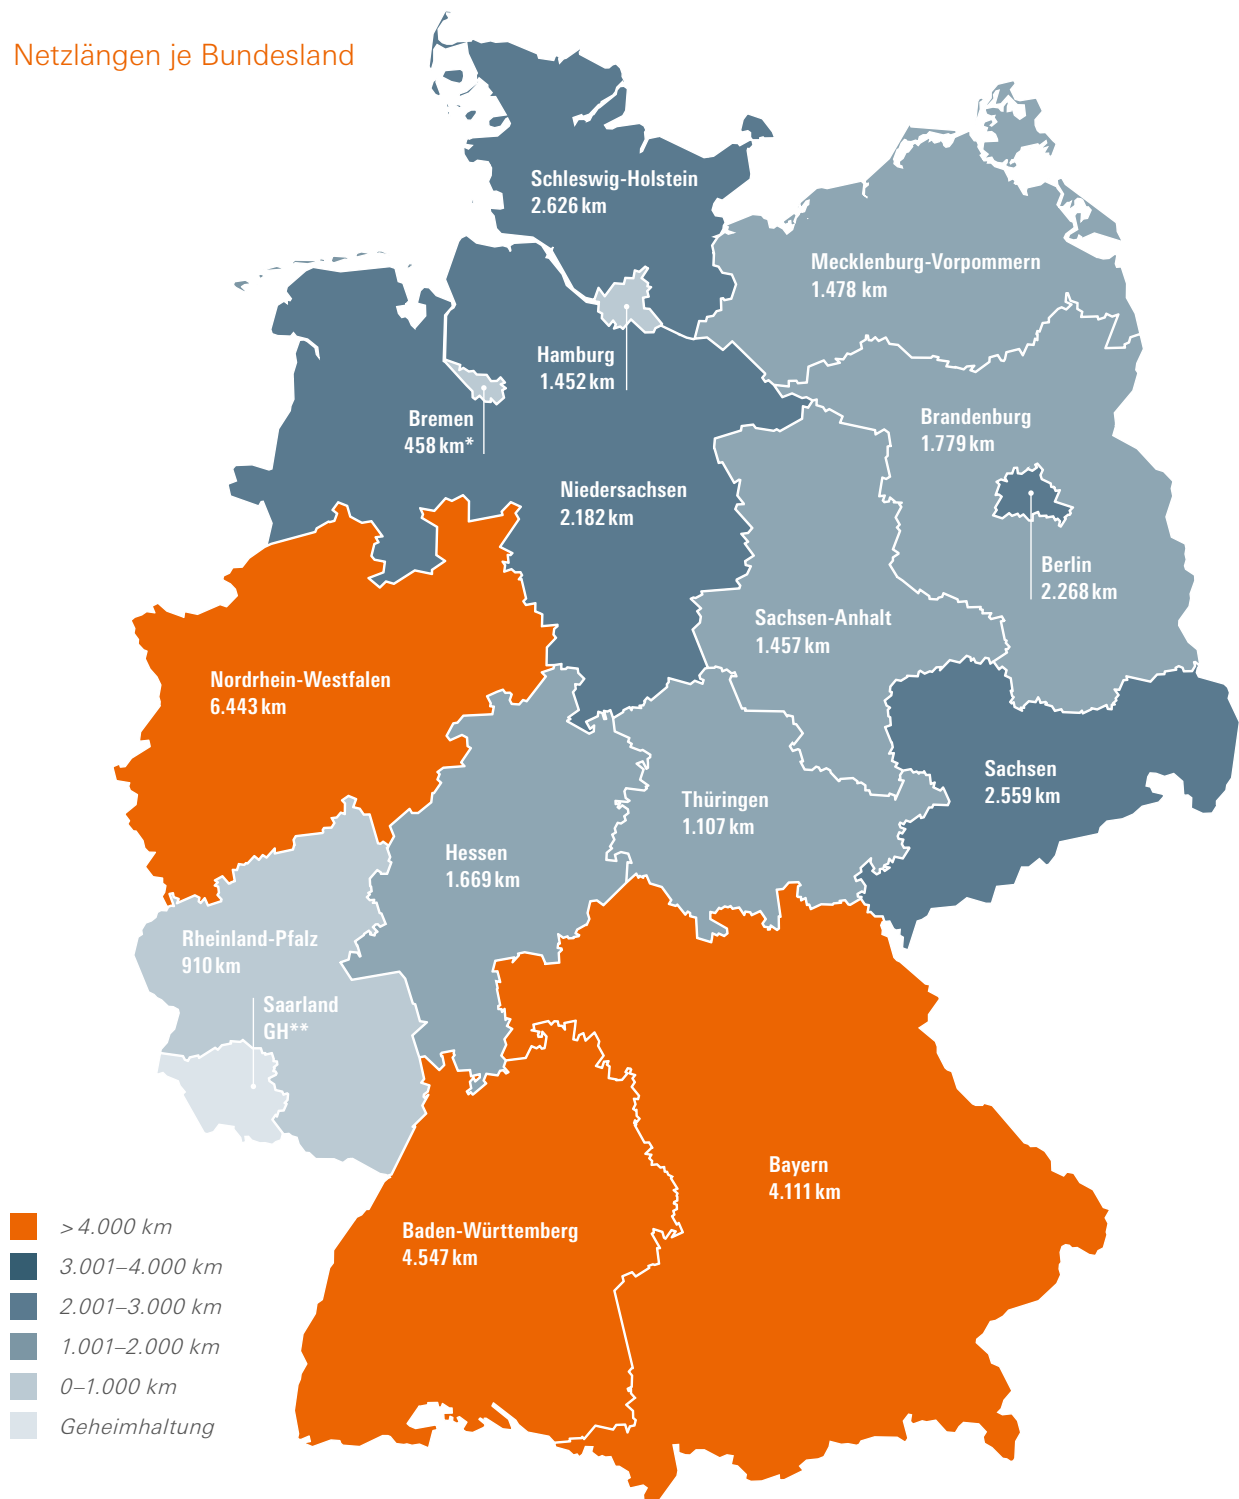 Netzlängen je Bundesland
Schleswig-Holstein
2.626 km
Mecklenburg-Vorpommern
1.478 km
Hamburg
1.452 km
Bremen
458 km*
Brandenburg
1.779 km
Niedersachsen
2.182 km
Berlin
2.268 km
Sachsen-Anhalt
1.457 km
Nordrhein-Westfalen
6.443 km
Sachsen
2.559 km
Thüringen
1.107 km
Hessen
1.669 km
Rheinland-Pfalz
910 km
Saarland
GH**
Bayern
4.111 km
Baden-Württemberg
4.547 km
> 4.000 km
3.001–4.000 km
2.001–3.000 km
1.001–2.000 km
0–1.000 km
Geheimhaltung